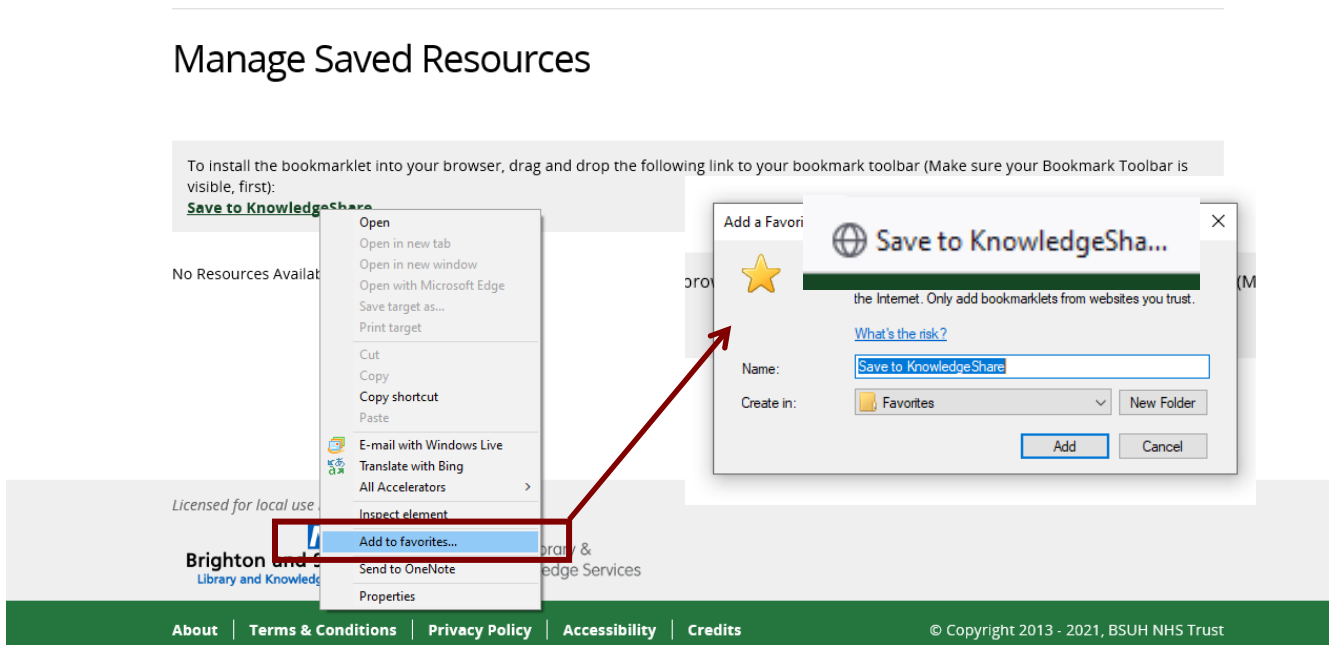 Manage Saved Resources
To install the bookmarklet into your browser, drag and drop the following link to your bookmark toolbar (Make sure your Bookmark Toolbar is
visible, first):
Save to KnowledgeShare
No Resources
Open
Open in new tab
Open in new window
Open with Microsoft Edge
Save target as...
Print target
Cut
Copy
Copy shortcut
Paste
E-mail with Windows Live
Translate with Bing
All Accelerators
Inspect element
Add to favorites...
Send to OneNote
Properties
Add a
Save to KnowledgeSha...
(M
the Internet. Only add bookmarklets from websites you trust.
What's the risk?
Name:
Save to KnowledgeShare
Create in:
Favorites
New Folder
Add
Cancel
Licensed for local use
Brighton and
Library and
&
Services
About
Terms & Conditions
Privacy Policy
Accessibility
Credits
© Copyright 2013 - 2021, BSUH NHS Trust